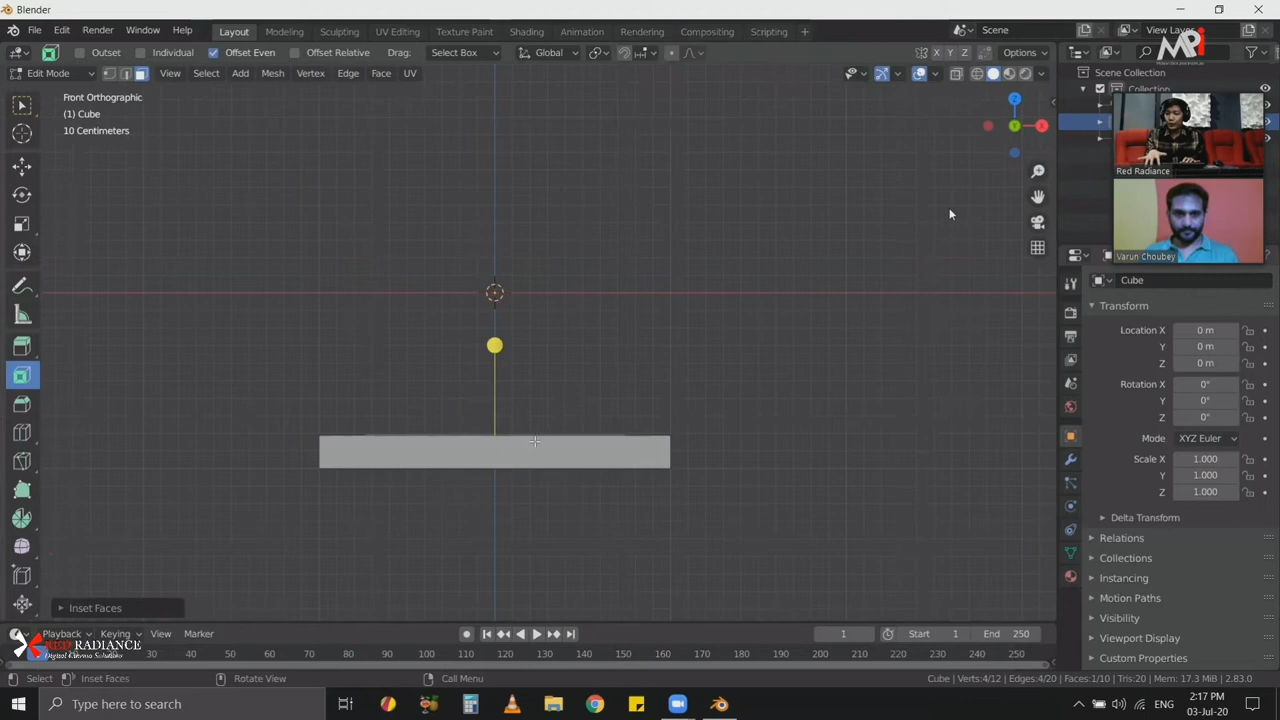 Blender
File Edit Render Window Help Layout Modeling Sculpting UV Editing Texture Paint Shading Animation Rendering Compositing Scripting Scene View Layer
Outset Individual Offset Even Offset Relative Drag: Select Box Global X Y Z Options
Edit Mode View Select Add Mesh Vertex Edge Face UV
Scene Collection
Collection
Front Orthographic
(1) Cube
10 Centimeters
Z
Y
X
MRi
Red Radiance
Varun Choubey
Cube
Transform
Location X 0 m
Y 0 m
Z 0 m
Rotation X 0°
Y 0°
Z 0°
Mode XYZ Euler
Scale X 1.000
Y 1.000
Z 1.000
Delta Transform
Relations
Collections
Instancing
Motion Paths
Visibility
Viewport Display
Custom Properties
Inset Faces
Playback Keying View Marker 1 Start 1 End 250
RED RADIANCE
Digital Cinema Solutions
30 40 50 60 70 80 90 100 110 120 130 140 150 160 170 180 190 200 210 220 230 240 250
Select Inset Faces Rotate View Call Menu Cube | Verts:4/12 | Edges:4/20 | Faces:1/10 | Tris:20 | Mem: 17.3 MiB | 2.83.0
Type here to search
ENG
2:17 PM
03-Jul-20